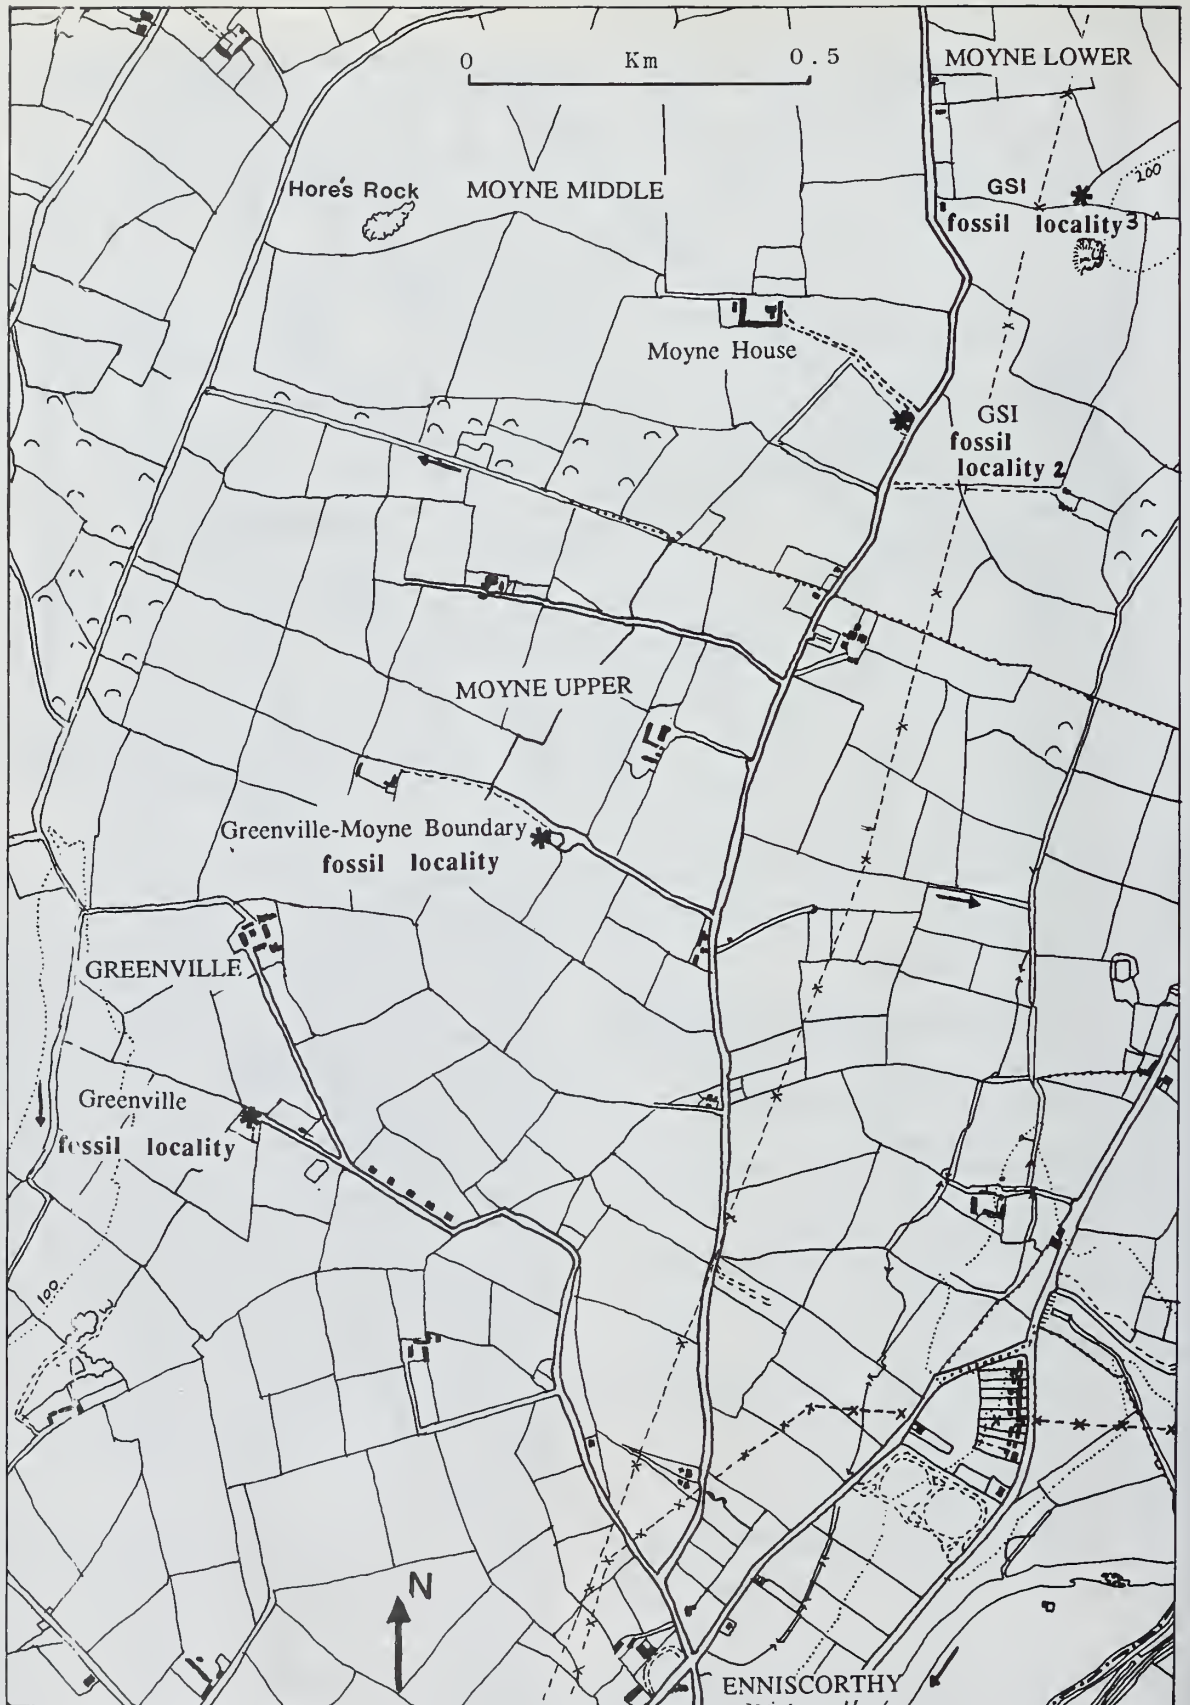 0 Km 0.5
MOYNE LOWER
Hore's Rock
MOYNE MIDDLE
200
GSI
fossil locality 3
Moyne House
GSI
fossil
locality 2
MOYNE UPPER
Greenville-Moyne Boundary
fossil locality
GREENVILLE
Greenville
fossil locality
100
N
ENNISCORTHY